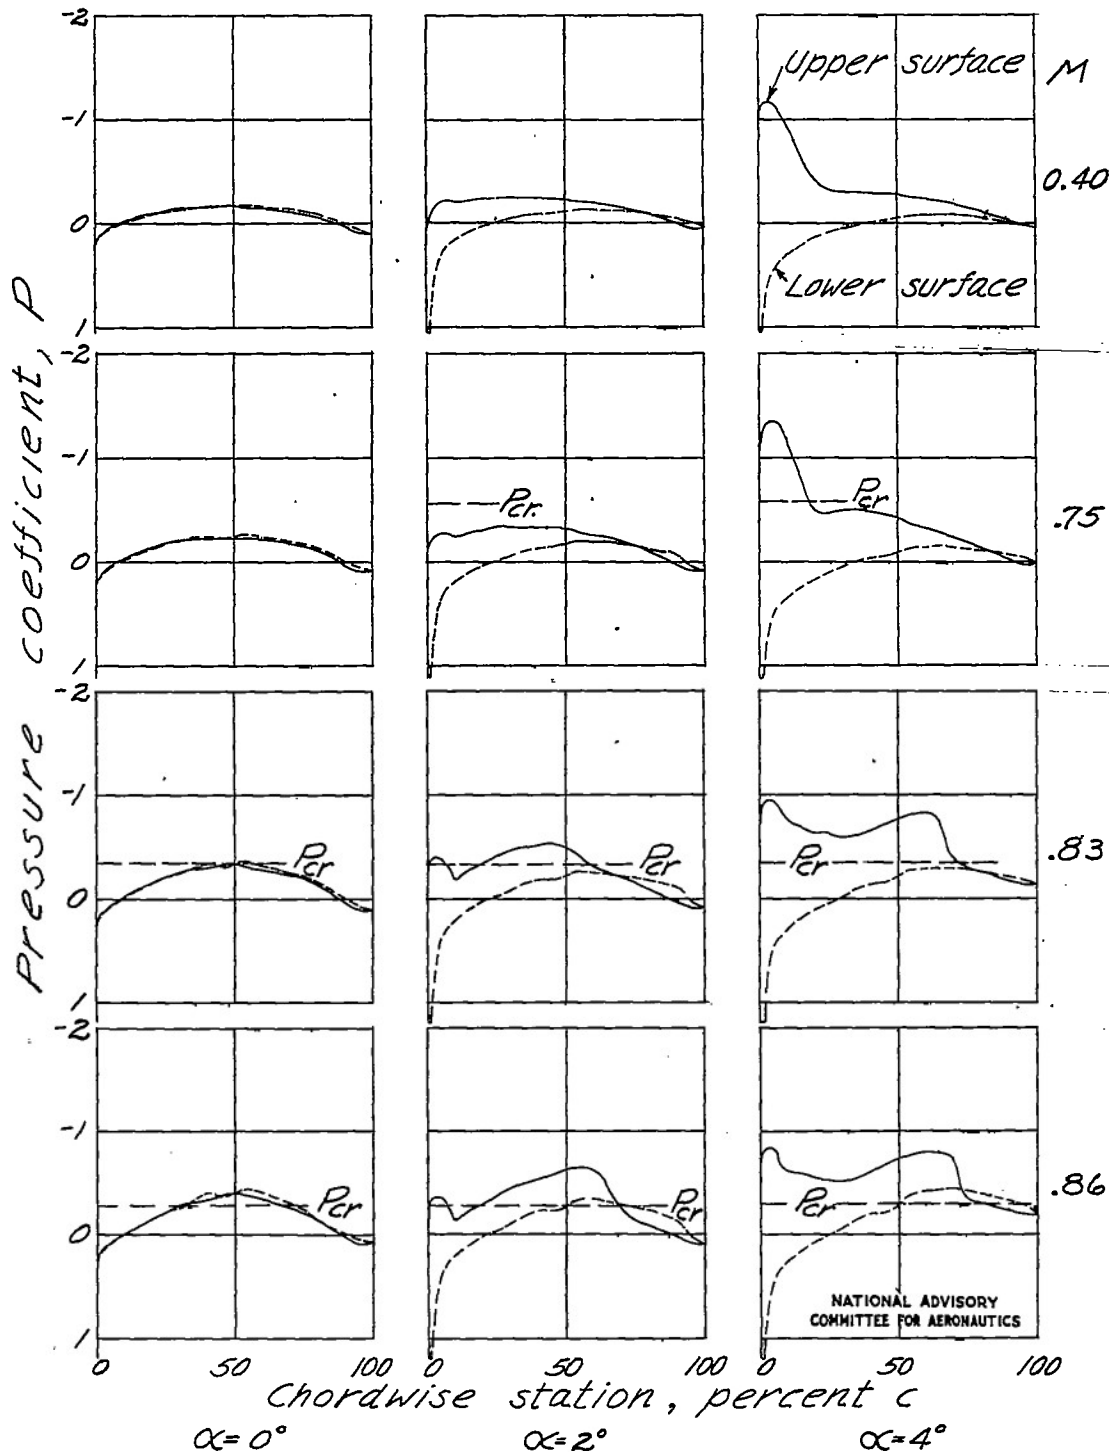 Pressure coefficient, P
-2
-1
0
1
Upper surface
Lower surface
M
0.40
-2
-1
0
1
Pcr.
Pcr
.75
-2
-1
0
1
Pcr
Pcr
Pcr
.83
-2
-1
0
1
Pcr
Pcr
Pcr
.86
NATIONAL ADVISORY
COMMITTEE FOR AERONAUTICS
0 50 100
0 50 100
0 50 100
Chordwise station, percent c
α=0°
α=2°
α=4°